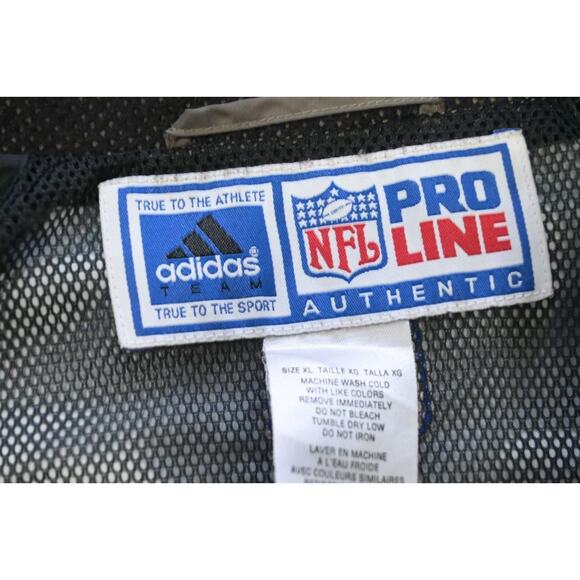 TRUE TO THE ATHLETE
adidas®
TEAM
TRUE TO THE SPORT
NFL
PRO
LINE
AUTHENTIC
SIZE XL TAILLE XG TALLA XG
MACHINE WASH COLD
WITH LIKE COLORS
REMOVE IMMEDIATELY
DO NOT BLEACH
TUMBLE DRY LOW
DO NOT IRON
LAVER EN MACHINE
A L'EAU FROIDE
AVEC COULEURS SIMILAIRES